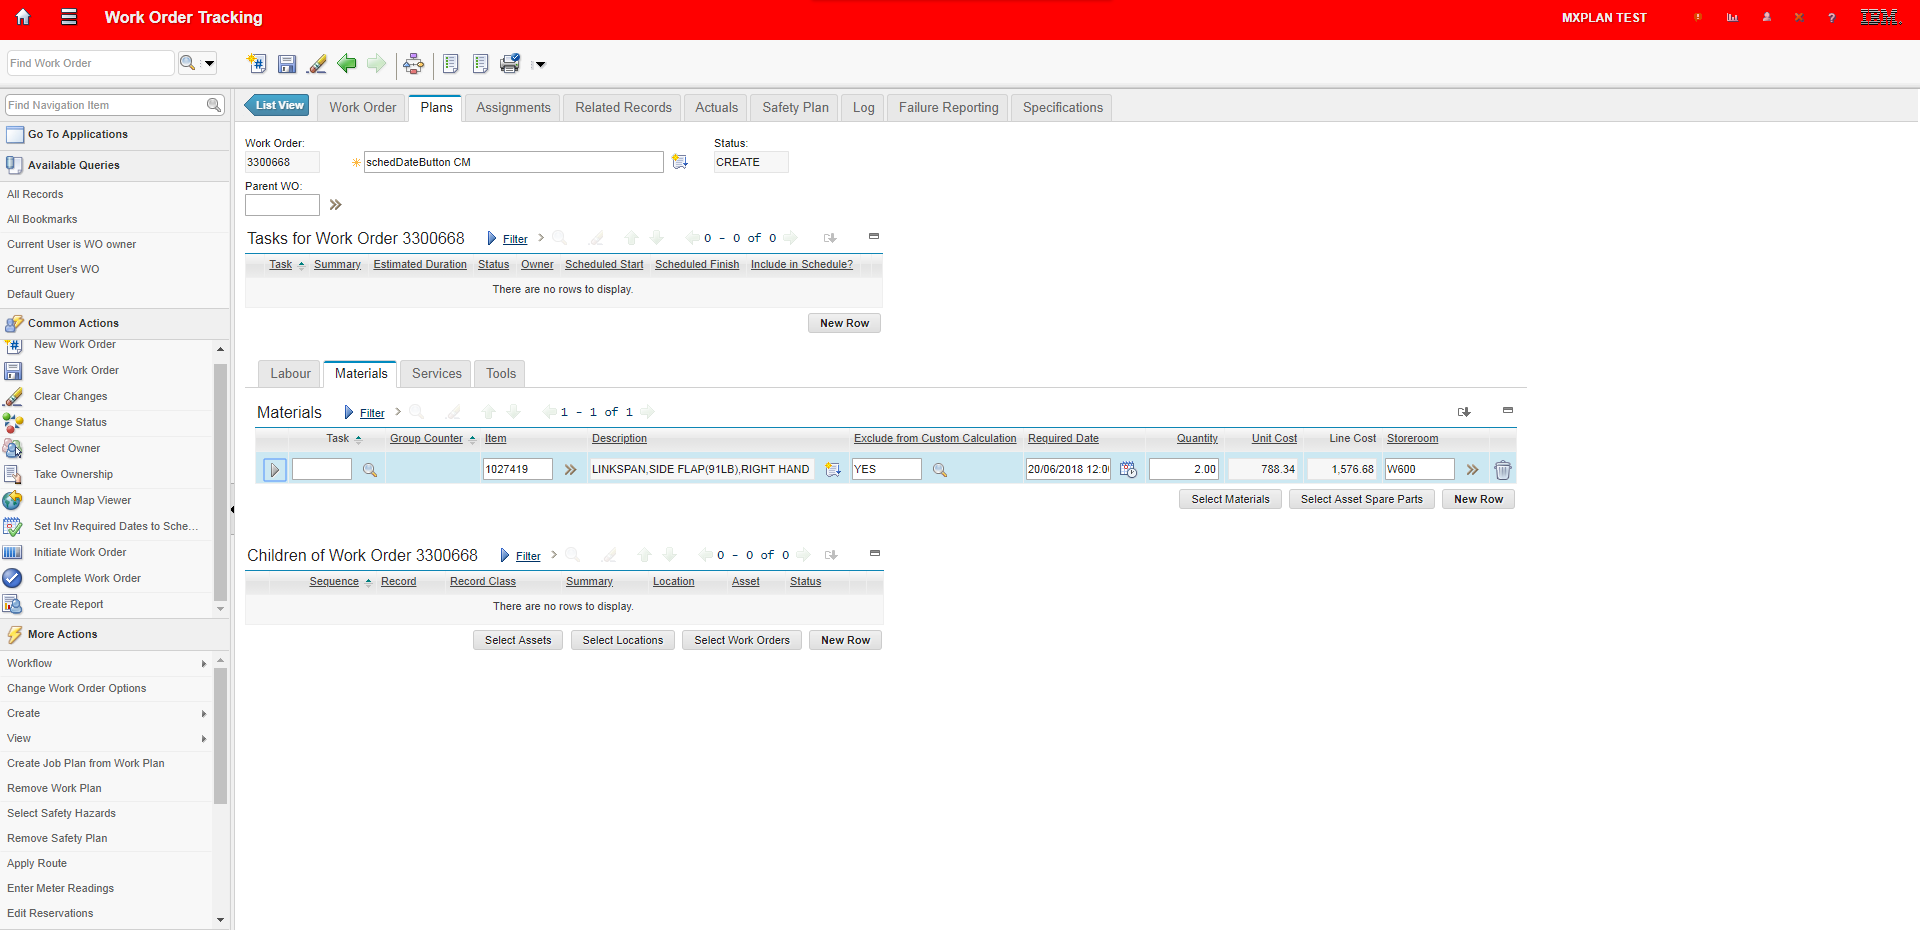 Work Order Tracking
MXPLAN TEST
IBM.
Find Work Order
Find Navigation Item
Go To Applications
Available Queries
All Records
All Bookmarks
Current User is WO owner
Current User's WO
Default Query
Common Actions
New Work Order
Save Work Order
Clear Changes
Change Status
Select Owner
Take Ownership
Launch Map Viewer
Set Inv Required Dates to Sche...
Initiate Work Order
Complete Work Order
Create Report
More Actions
Workflow
Change Work Order Options
Create
View
Create Job Plan from Work Plan
Remove Work Plan
Select Safety Hazards
Remove Safety Plan
Apply Route
Enter Meter Readings
Edit Reservations
List View Work Order Plans Assignments Related Records Actuals Safety Plan Log Failure Reporting Specifications
Work Order: Status:
3300668 schedDateButton CM CREATE
Parent WO:
Tasks for Work Order 3300668 Filter 0 - 0 of 0
Task Summary Estimated Duration Status Owner Scheduled Start Scheduled Finish Include in Schedule?
There are no rows to display.
New Row
Labour Materials Services Tools
Materials Filter 1 - 1 of 1
Task Group Counter Item Description Exclude from Custom Calculation Required Date Quantity Unit Cost Line Cost Storeroom
1027419 LINKSPAN,SIDE FLAP(91LB),RIGHT HAND YES 20/06/2018 12:0 2.00 788.34 1,576.68 W600
Select Materials Select Asset Spare Parts New Row
Children of Work Order 3300668 Filter 0 - 0 of 0
Sequence Record Record Class Summary Location Asset Status
There are no rows to display.
Select Assets Select Locations Select Work Orders New Row